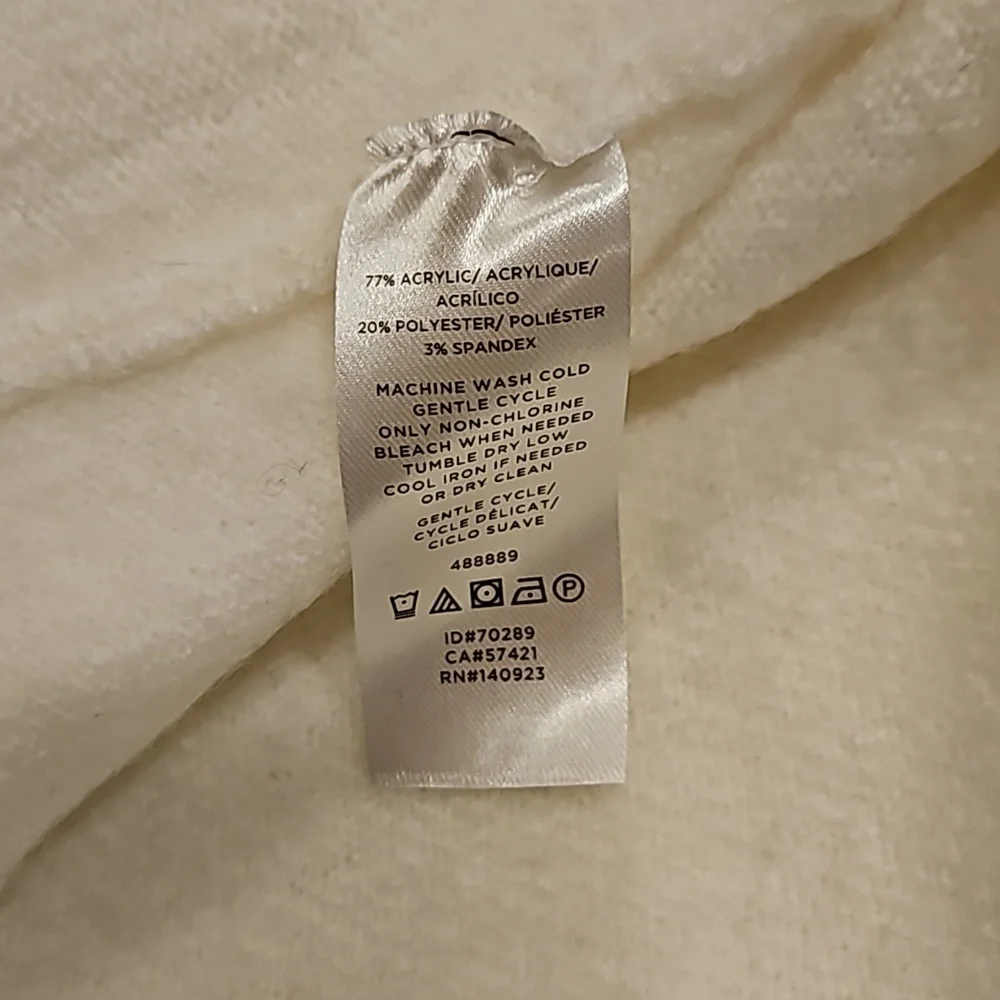 77% ACRYLIC/ ACRYLIQUE/
ACRÍLICO
20% POLYESTER/ POLIÉSTER
3% SPANDEX
MACHINE WASH COLD
GENTLE CYCLE
ONLY NON-CHLORINE
BLEACH WHEN NEEDED
TUMBLE DRY LOW
COOL IRON IF NEEDED
OR DRY CLEAN
GENTLE CYCLE/
CYCLE DÉLICAT/
CICLO SUAVE
488889
P
ID#70289
CA#57421
RN#140923